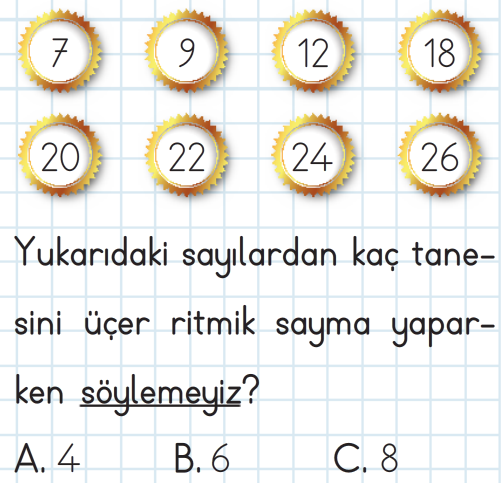 7 9 12 18
20 22 24 26
Yukarıdaki sayılardan kaç tane-
sini üçer ritmik sayma yapar-
ken söylemeyiz?
A. 4 B. 6 C. 8